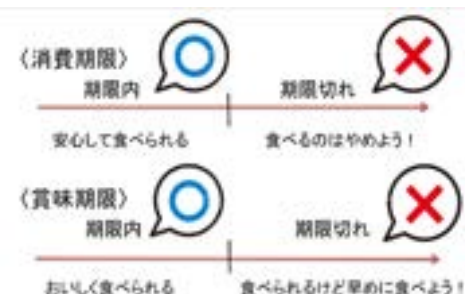 〈消費期限〉
期限内 期限切れ
安心して食べられる 食べるのはやめよう！
〈賞味期限〉
期限内 期限切れ
おいしく食べられる 食べられるけど早めに食べよう！